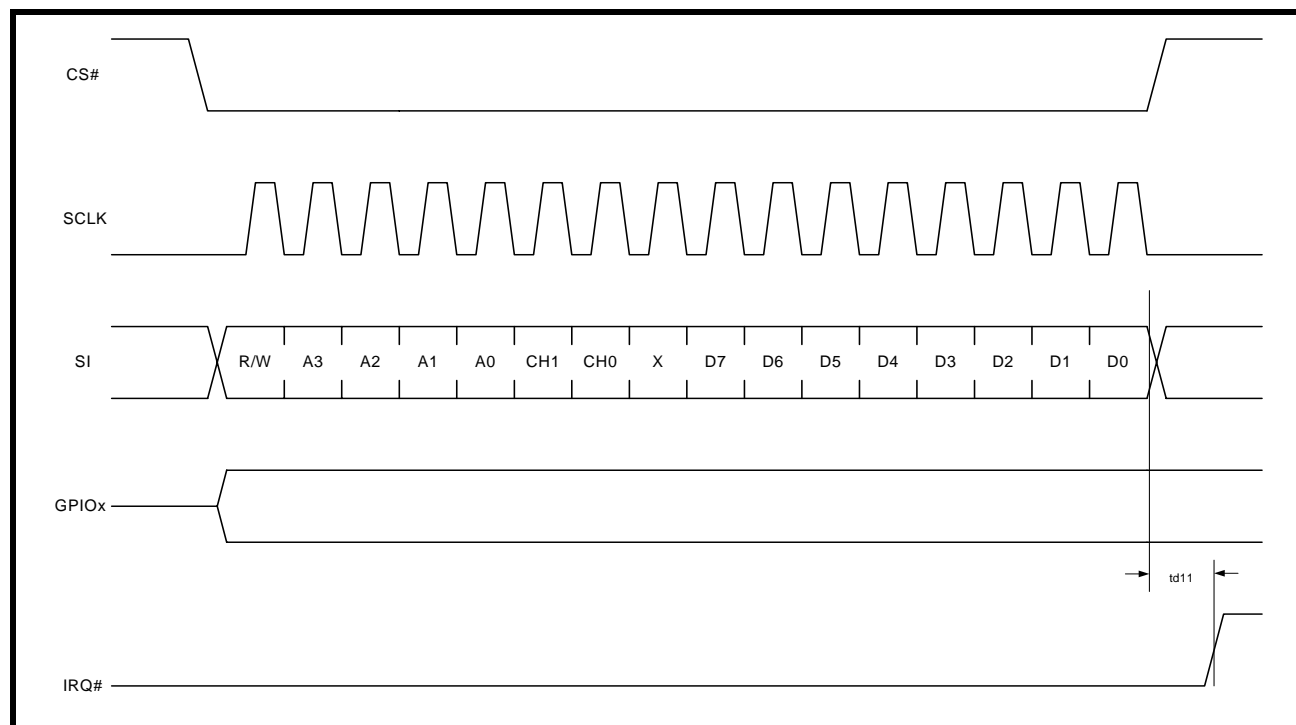 CS#
SCLK
SI R/W A3 A2 A1 A0 CH1 CH0 X D7 D6 D5 D4 D3 D2 D1 D0
GPIOx
td11
IRQ#